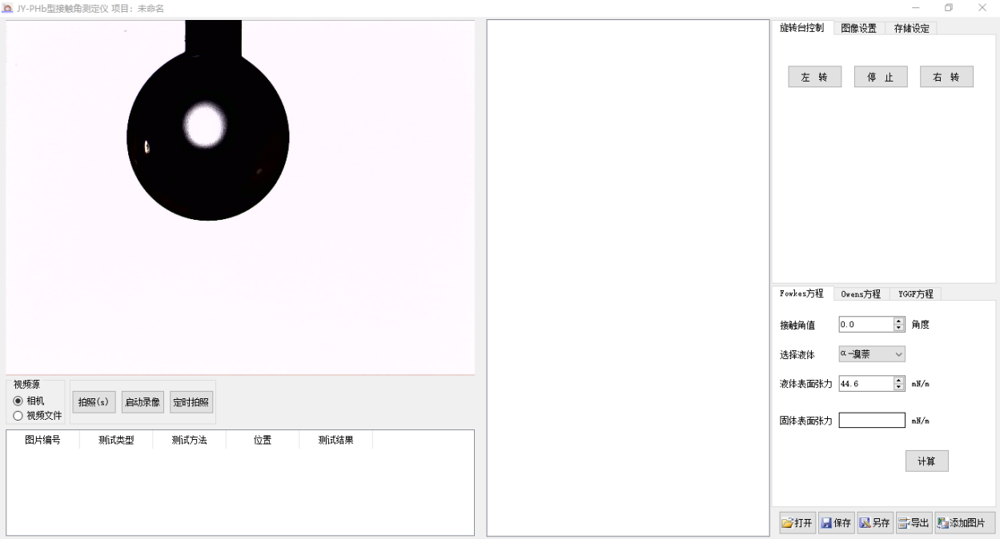 JY-PHb型接触角测定仪 项目：未命名
旋转台控制 图像设置 存储设定
左 转 停 止 右 转
Fowkes方程 Owens方程 YGGF方程
接触角值 0.0 角度
选择液体 α-溴萘
液体表面张力 44.6 mN/m
固体表面张力 mN/m
计算
视频源
相机
视频文件
拍照(s) 启动录像 定时拍照
图片编号 测试类型 测试方法 位置 测试结果
打开 保存 另存 导出 添加图片